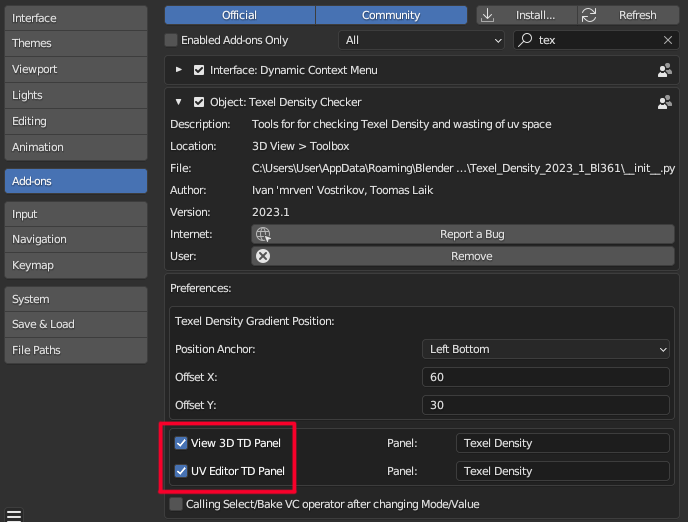 Interface
Themes
Viewport
Lights
Editing
Animation
Add-ons
Input
Navigation
Keymap
System
Save & Load
File Paths
Official Community Install... Refresh
Enabled Add-ons Only All tex
Interface: Dynamic Context Menu
Object: Texel Density Checker
Description: Tools for for checking Texel Density and wasting of uv space
Location: 3D View > Toolbox
File: C:\Users\User\AppData\Roaming\Blender ...\Texel_Density_2023_1_Bl361\__init__.py
Author: Ivan 'mrven' Vostrikov, Toomas Laik
Version: 2023.1
Internet: Report a Bug
User: Remove
Preferences:
Texel Density Gradient Position:
Position Anchor: Left Bottom
Offset X: 60
Offset Y: 30
View 3D TD Panel Panel: Texel Density
UV Editor TD Panel Panel: Texel Density
Calling Select/Bake VC operator after changing Mode/Value